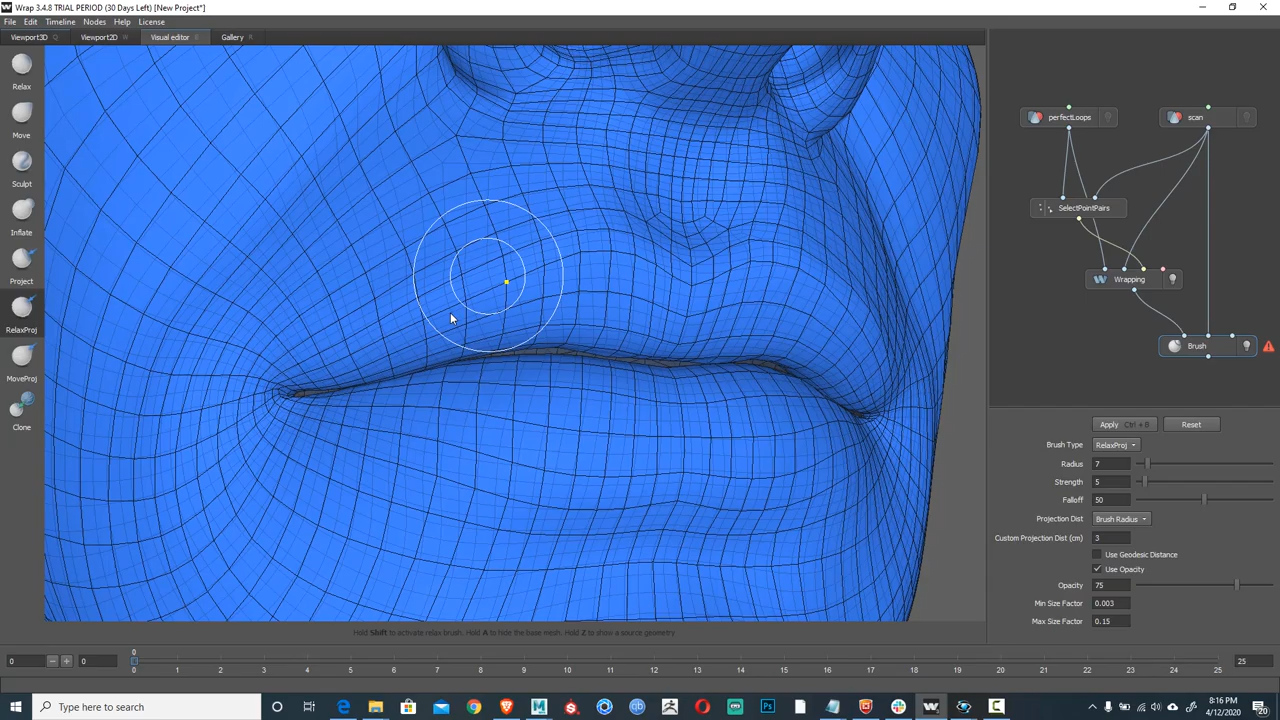 Wrap 3.4.8 TRIAL PERIOD (30 Days Left) [New Project*]
File Edit Timeline Nodes Help License
Viewport3D Q Viewport2D W Visual editor E Gallery R
Relax
Move
Sculpt
Inflate
Project
RelaxProj
MoveProj
Clone
perfectLoops
scan
SelectPointPairs
Wrapping
Brush
Apply Ctrl + B Reset
Brush Type RelaxProj
Radius 7
Strength 5
Falloff 50
Projection Dist Brush Radius
Custom Projection Dist (cm) 3
Use Geodesic Distance
Use Opacity
Opacity 75
Min Size Factor 0.003
Max Size Factor 0.15
Hold Shift to activate relax brush. Hold A to hide the base mesh. Hold Z to show a source geometry
0
0 0 25
0 1 2 3 4 5 6 7 8 9 10 11 12 13 14 15 16 17 18 19 20 21 22 23 24 25
Type here to search
8:16 PM
4/12/2020
20